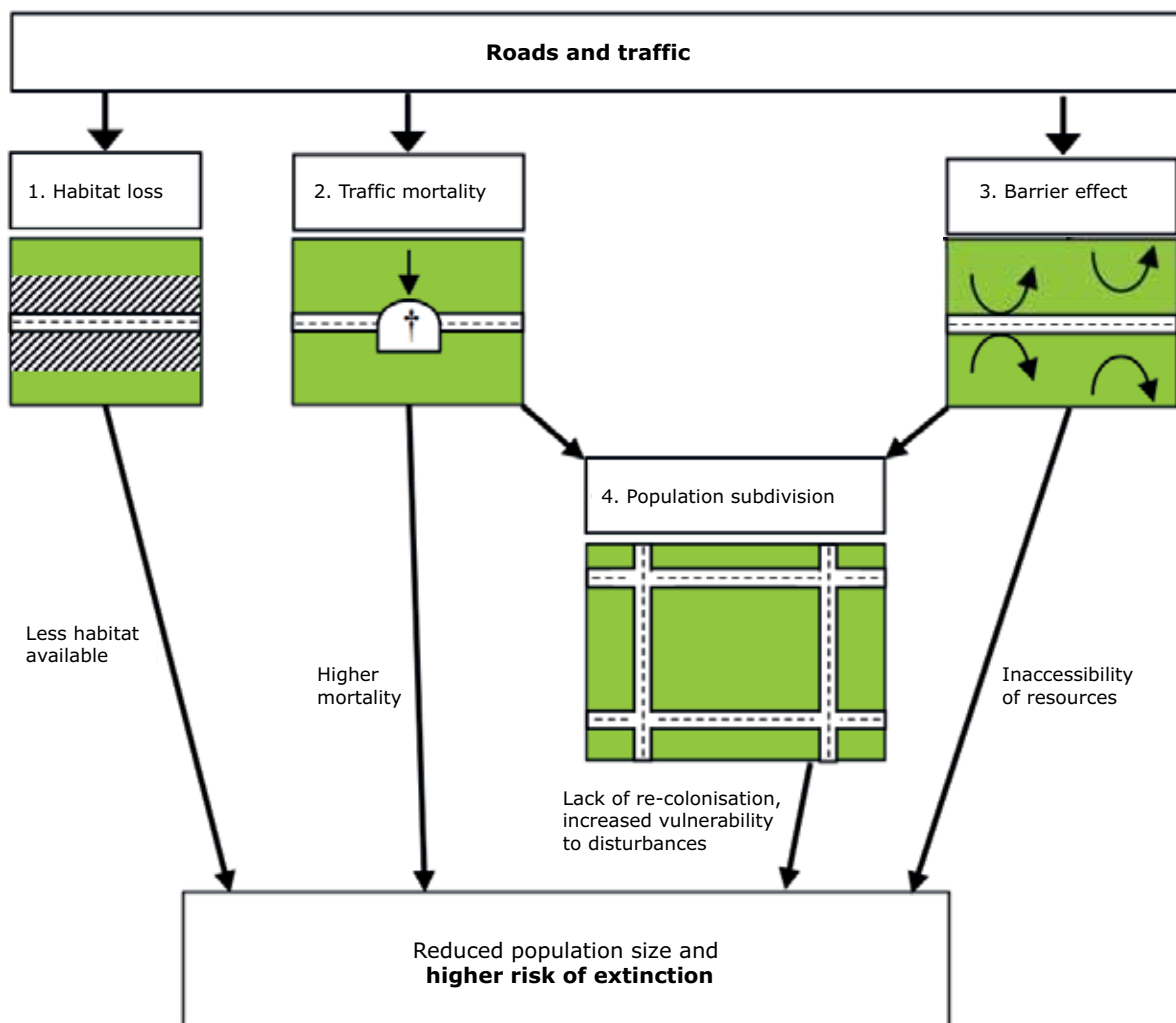 Roads and traffic
1. Habitat loss
2. Traffic mortality
3. Barrier effect
†
4. Population subdivision
Less habitat
available
Higher
mortality
Inaccessibility
of resources
Lack of re-colonisation,
increased vulnerability
to disturbances
Reduced population size and
higher risk of extinction